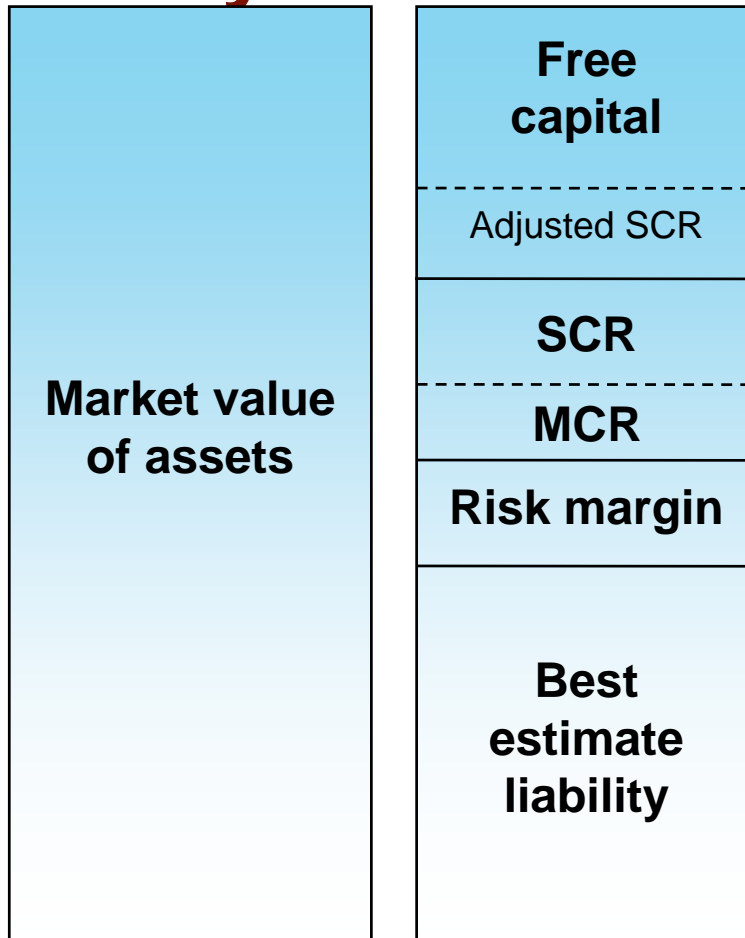 Market value
of assets
Free
capital
Adjusted SCR
SCR
MCR
Risk margin
Best
estimate
liability